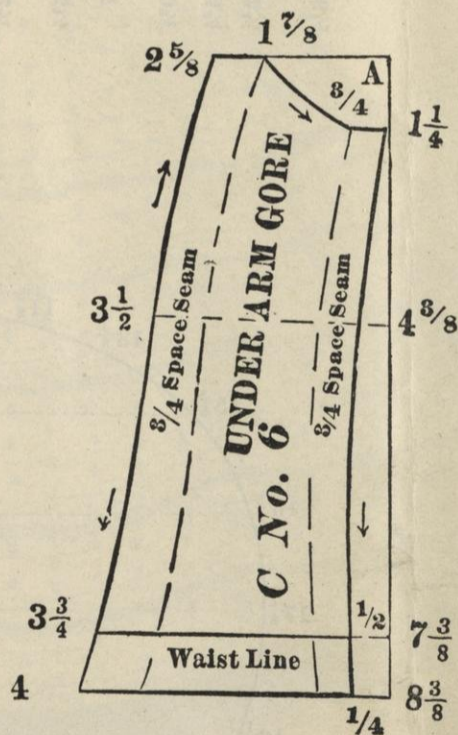 1 7/8
2 5/8
A
3/4
1 1/4
UNDER ARM GORE
C No. 6
3/4 Space Seam
3/4 Space Seam
3 1/2
4 3/8
3 3/4
1/2
7 3/8
Waist Line
4
8 3/8
1/4